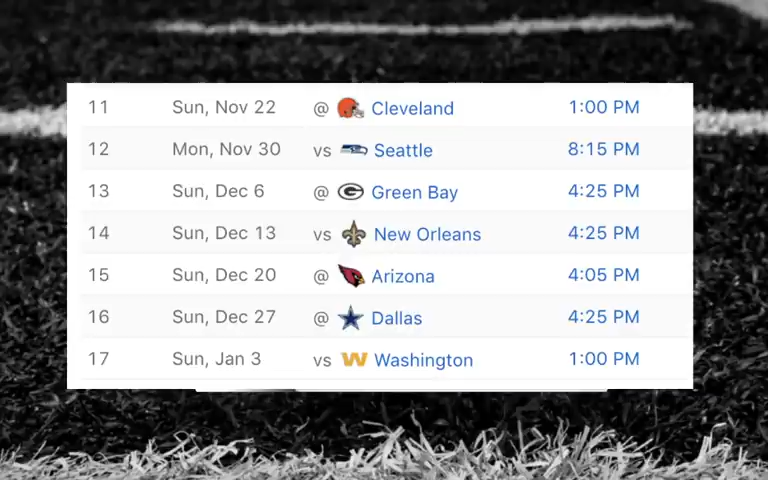 11 Sun, Nov 22 @ Cleveland 1:00 PM
12 Mon, Nov 30 vs Seattle 8:15 PM
13 Sun, Dec 6 @ Green Bay 4:25 PM
14 Sun, Dec 13 vs New Orleans 4:25 PM
15 Sun, Dec 20 @ Arizona 4:05 PM
16 Sun, Dec 27 @ Dallas 4:25 PM
17 Sun, Jan 3 vs Washington 1:00 PM